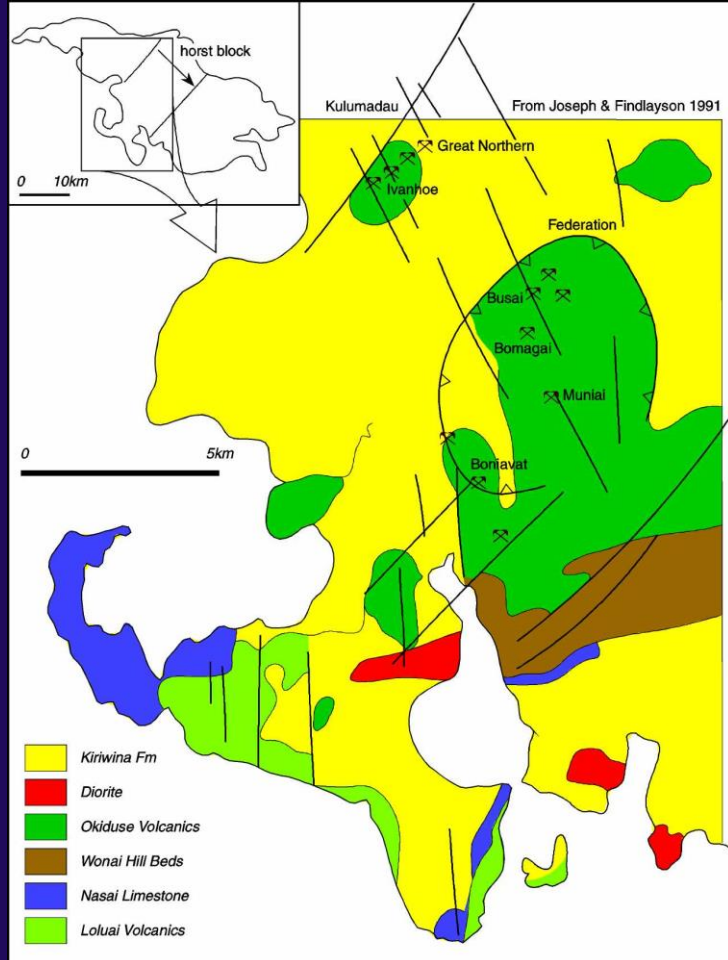 horst block
0 10km
Kulumadau
From Joseph & Findlayson 1991
Great Northern
Ivanhoe
Federation
Busai
Bomagai
Muniai
0 5km
Boniavat
Kiriwina Fm
Diorite
Okiduse Volcanics
Wonai Hill Beds
Nasai Limestone
Loluai Volcanics